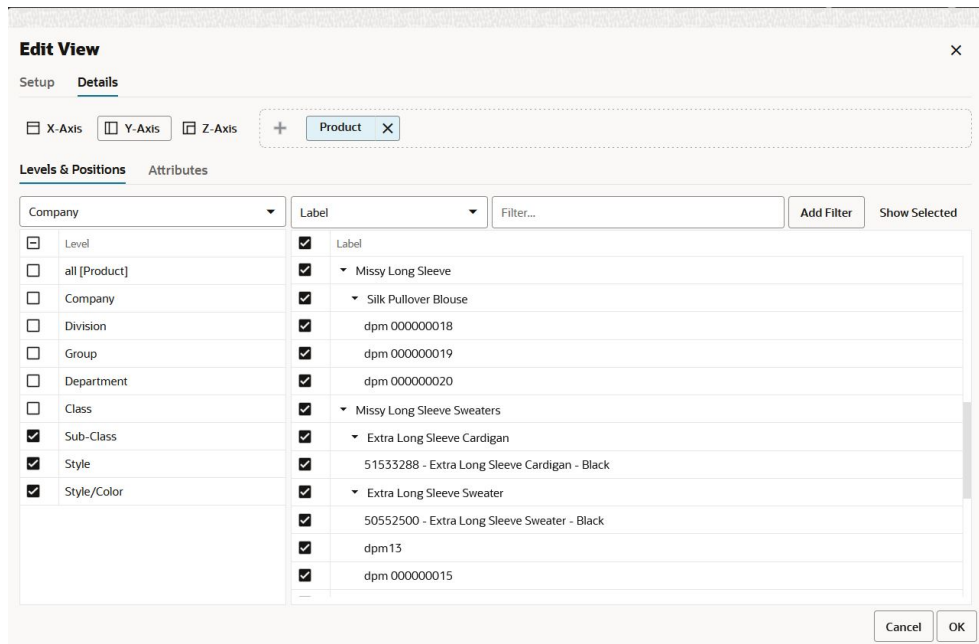 Edit View
Setup Details
X-Axis Y-Axis Z-Axis + Product X
Levels & Positions Attributes
Company Label Filter... Add Filter Show Selected
Level Label
all [Product] Missy Long Sleeve
Company Silk Pullover Blouse
Division dpm 000000018
Group dpm 000000019
Department dpm 000000020
Class Missy Long Sleeve Sweaters
Sub-Class Extra Long Sleeve Cardigan
Style 51533288 - Extra Long Sleeve Cardigan - Black
Style/Color Extra Long Sleeve Sweater
50552500 - Extra Long Sleeve Sweater - Black
dpm13
dpm 000000015
Cancel OK